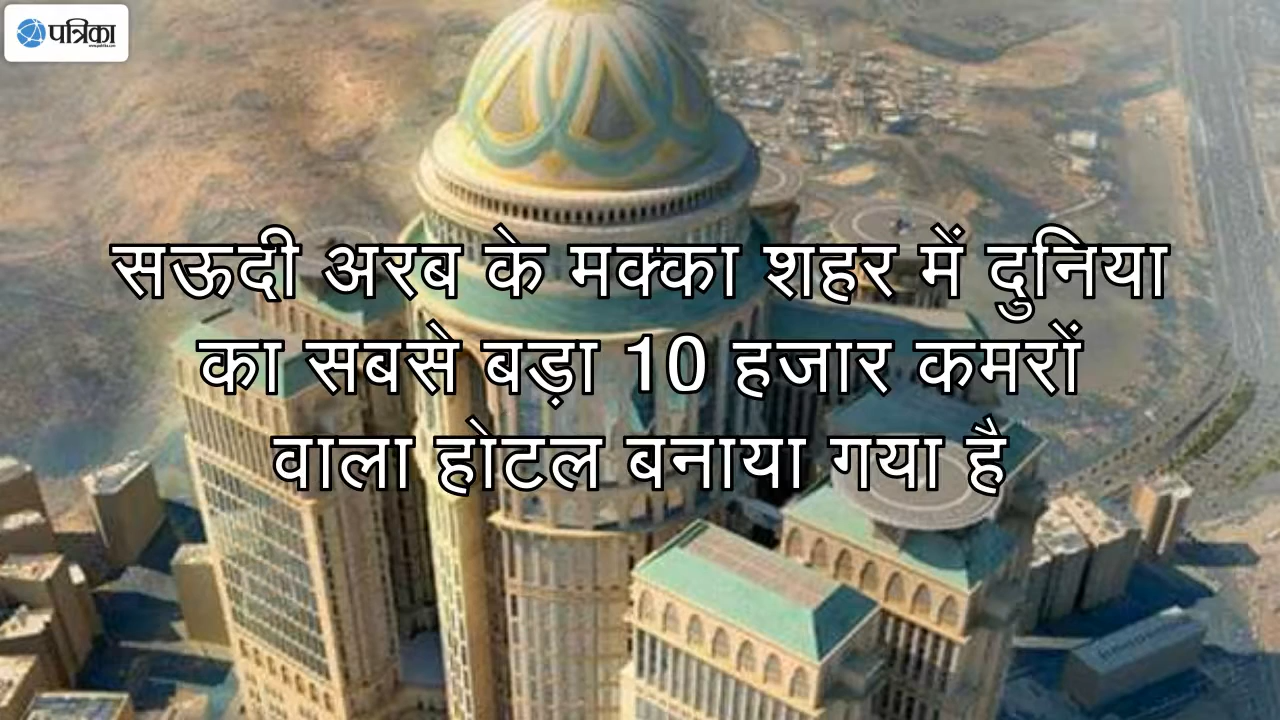 पत्रिका
सऊदी अरब के मक्का शहर में दुनिया
का सबसे बड़ा 10 हजार कमरों
वाला होटल बनाया गया है